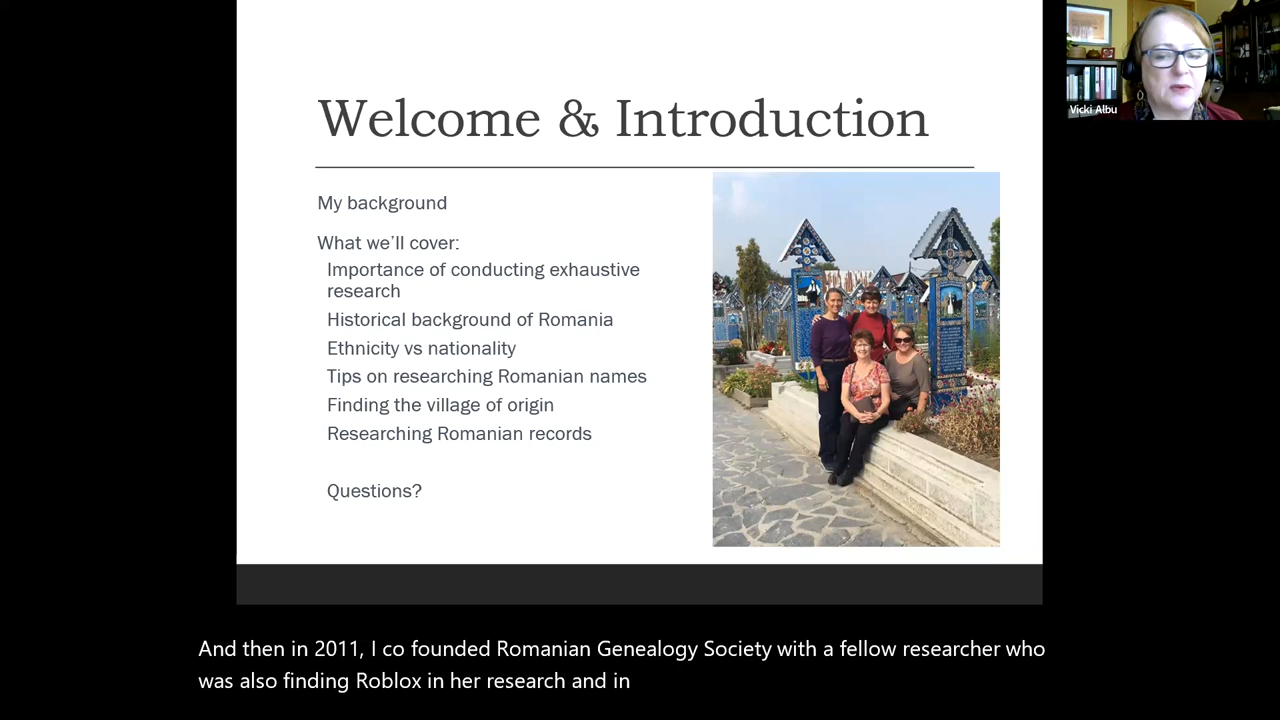 Welcome & Introduction
My background
What we'll cover:
Importance of conducting exhaustive
research
Historical background of Romania
Ethnicity vs nationality
Tips on researching Romanian names
Finding the village of origin
Researching Romanian records
Questions?
Vicki Albu
And then in 2011, I co founded Romanian Genealogy Society with a fellow researcher who
was also finding Roblox in her research and in